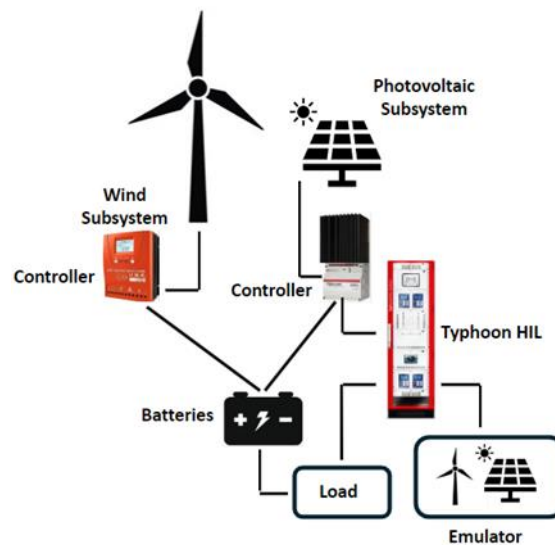 Photovoltaic
Subsystem
Wind
Subsystem
Controller
Controller
Typhoon HIL
Batteries
Load
Emulator